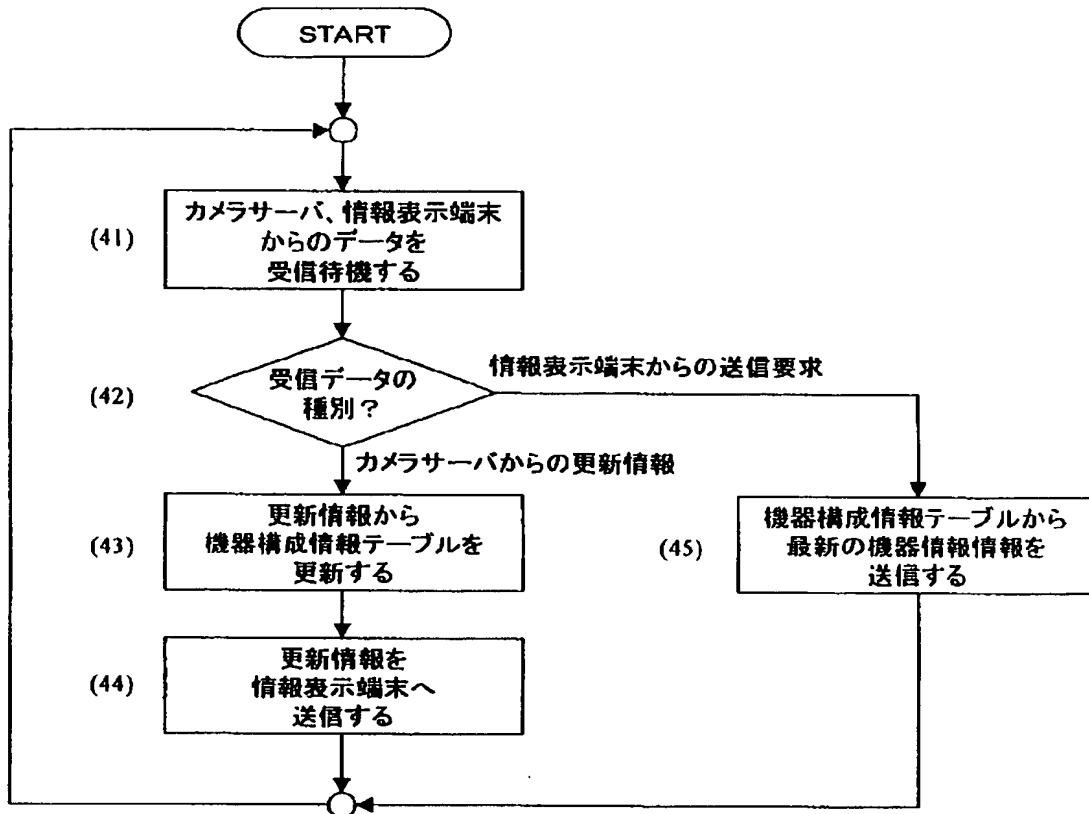 START
(41)
カメラサーバ、情報表示端末
からのデータを
受信待機する
(42)
受信データの
種別？
情報表示端末からの送信要求
カメラサーバからの更新情報
(43)
更新情報から
機器構成情報テーブルを
更新する
(45)
機器構成情報テーブルから
最新の機器情報情報を
送信する
(44)
更新情報を
情報表示端末へ
送信する